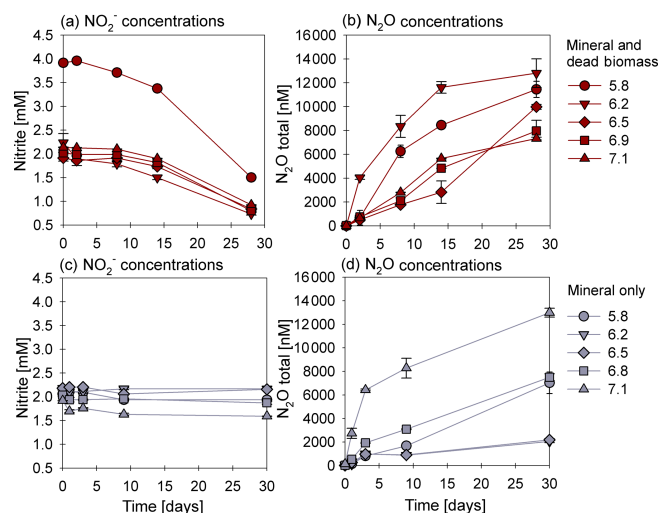 (a) NO₂⁻ concentrations
(b) N₂O concentrations
Nitrite [mM]
4.5
4.0
3.5
3.0
2.5
2.0
1.5
1.0
0.5
0 5 10 15 20 25 30
N₂O total [nM]
16000
14000
12000
10000
8000
6000
4000
2000
0
0 5 10 15 20 25 30
Mineral and
dead biomass
5.8
6.2
6.5
6.9
7.1
(c) NO₂⁻ concentrations
(d) N₂O concentrations
Nitrite [mM]
4.5
4.0
3.5
3.0
2.5
2.0
1.5
1.0
0.5
0 5 10 15 20 25 30
Time [days]
N₂O total [nM]
16000
14000
12000
10000
8000
6000
4000
2000
0
0 5 10 15 20 25 30
Time [days]
Mineral only
5.8
6.2
6.5
6.8
7.1